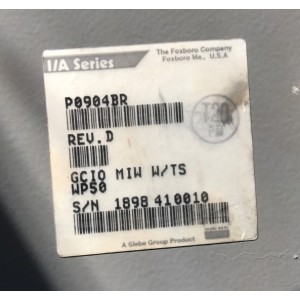 I/A Series
The Foxboro Company
Foxboro Ma., U.S.A
P0904BR
REV.D
GCIO MIW W/TS
WP50
S/N 1898 410010
A Siebe Group Product